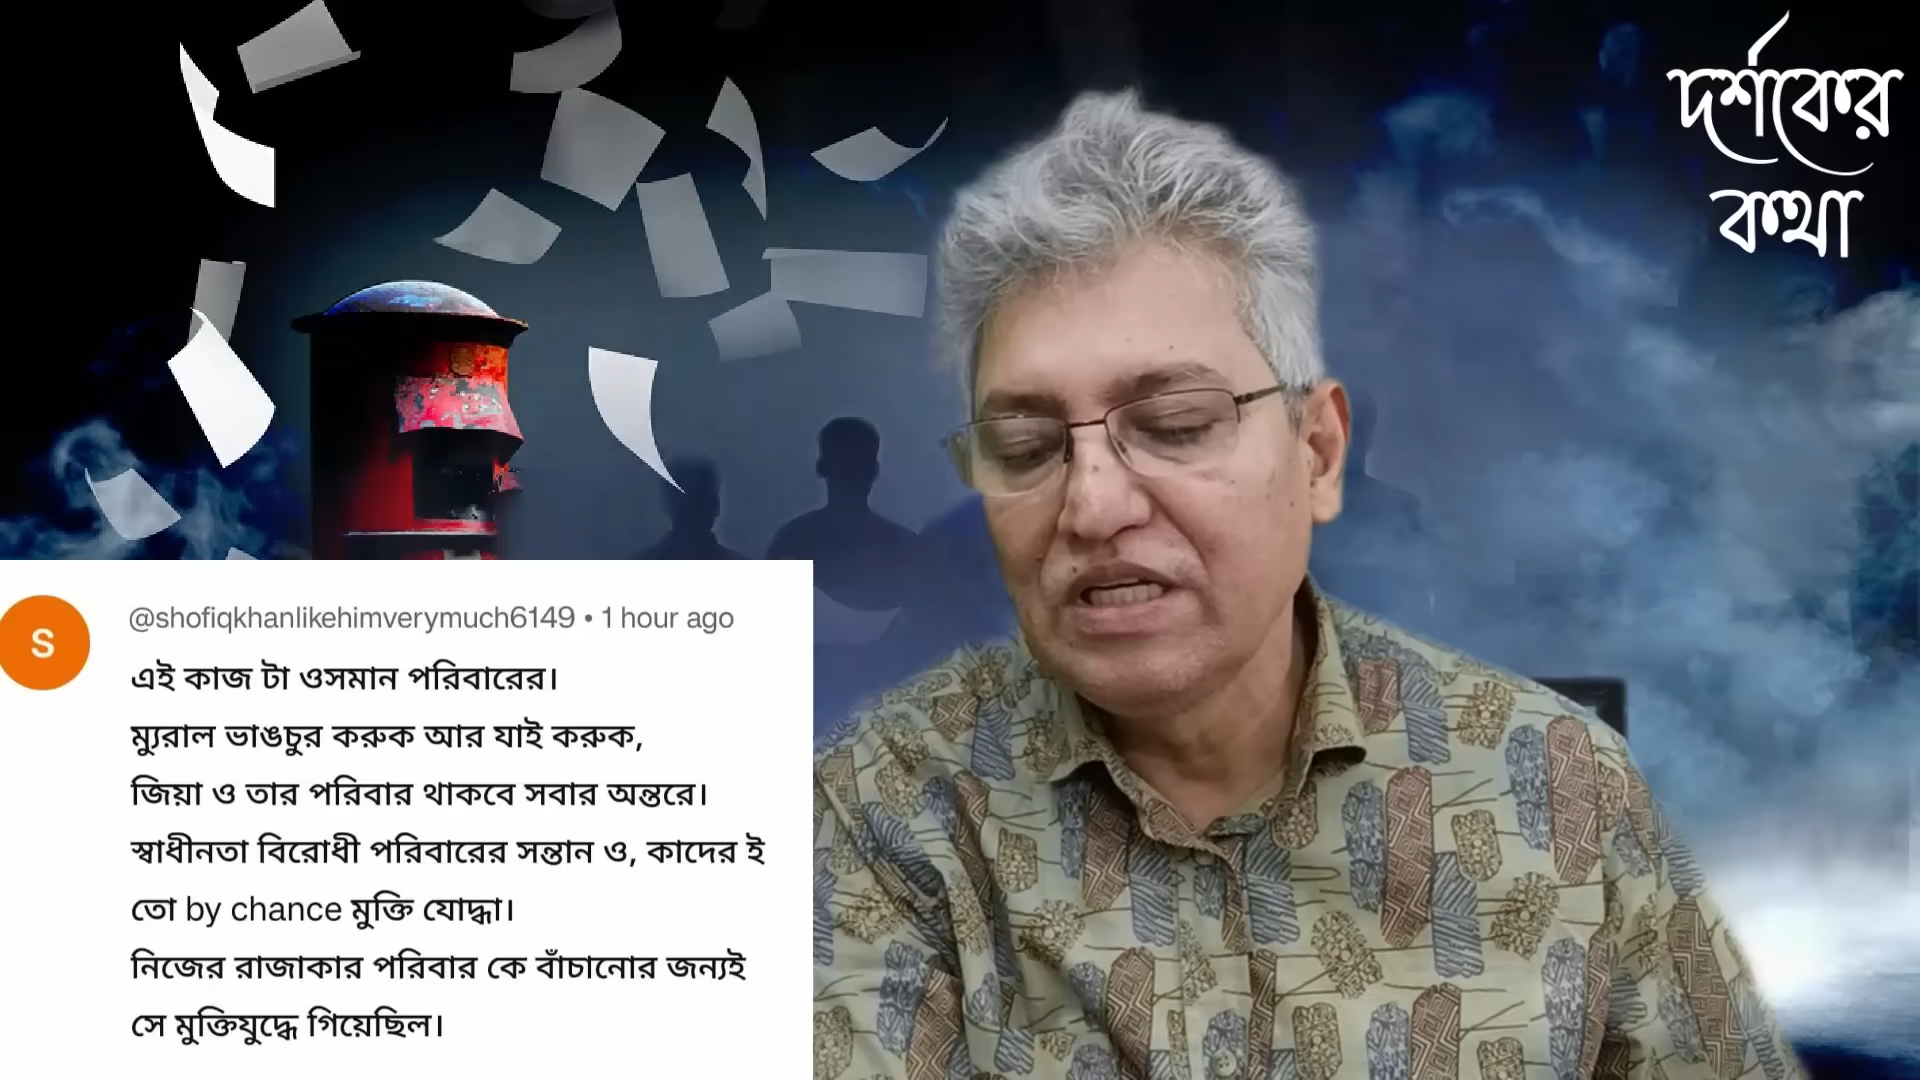 দর্শকের
কথা
S
@shofiqkhanlikehimverymuch6149 • 1 hour ago
এই কাজ টা ওসমান পরিবারের।
ম্যুরাল ভাঙচুর করুক আর যাই করুক,
জিয়া ও তার পরিবার থাকবে সবার অন্তরে।
স্বাধীনতা বিরোধী পরিবারের সন্তান ও, কাদের ই
তো by chance মুক্তি যোদ্ধা।
নিজের রাজাকার পরিবার কে বাঁচানোর জন্যই
সে মুক্তিযুদ্ধে গিয়েছিল।